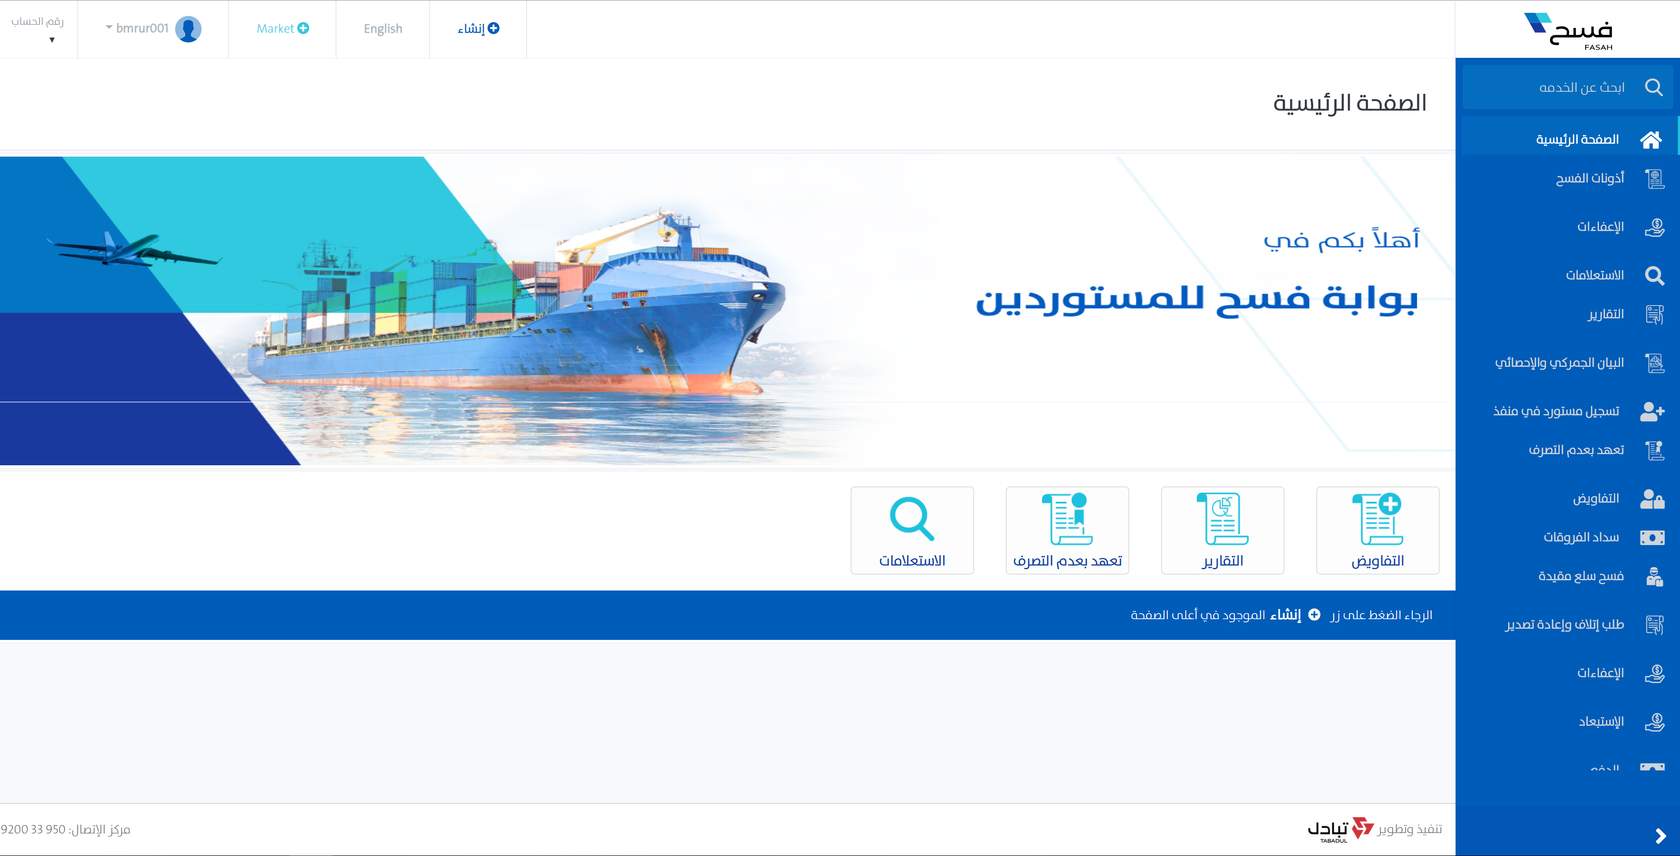 فسح
FASAH
إنشاء
English
Market
bmrur001
رقم الحساب
ابحث عن الخدمه
الصفحة الرئيسية
أذونات الفسح
الإعفاءات
الاستعلامات
التقارير
البيان الجمركي والإحصائي
تسجيل مستورد في منفذ
تعهد بعدم التصرف
التفاويض
سداد الفروقات
فسح سلع مقيدة
طلب إتلاف وإعادة تصدير
الإعفاءات
الإستبعاد
الصفحة الرئيسية
أهلاً بكم في
بوابة فسح للمستوردين
التفاويض
التقارير
تعهد بعدم التصرف
الاستعلامات
الرجاء الضغط على زر إنشاء الموجود في أعلى الصفحة
تنفيذ وتطوير تبادل
TABADUL
مركز الإتصال: 950 33 9200